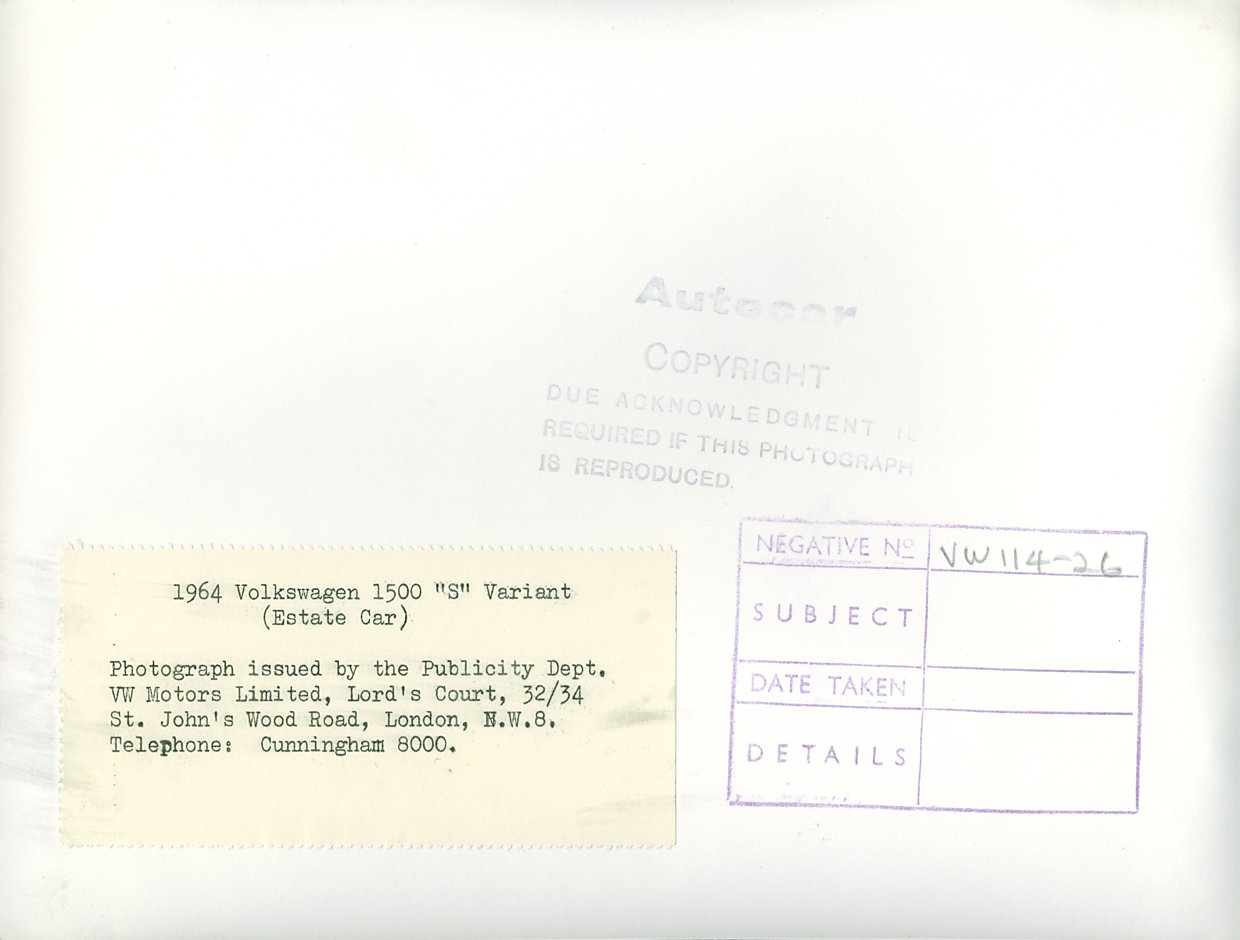 Autocar
COPYRIGHT
DUE ACKNOWLEDGMENT IS
REQUIRED IF THIS PHOTOGRAPH
IS REPRODUCED.
1964 Volkswagen 1500 "S" Variant
(Estate Car)
Photograph issued by the Publicity Dept.
VW Motors Limited, Lord's Court, 32/34
St. John's Wood Road, London, N.W.8.
Telephone: Cunningham 8000.
NEGATIVE Nº VW114-26
SUBJECT
DATE TAKEN
DETAILS